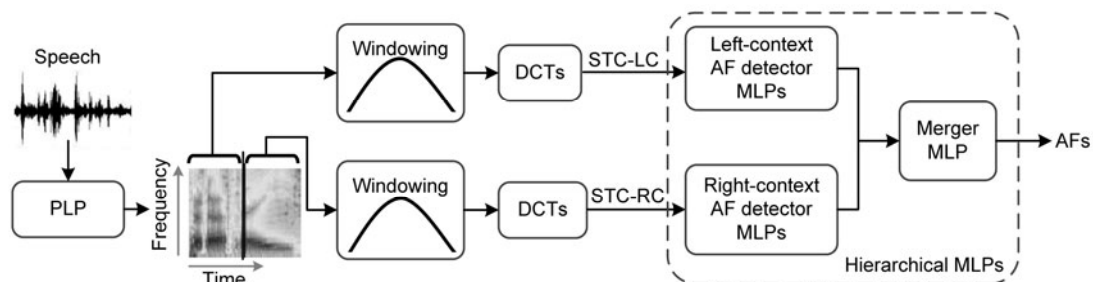 Speech
PLP
Frequency
Time
Windowing
DCTs
STC-LC
Left-context
AF detector
MLPs
Windowing
DCTs
STC-RC
Right-context
AF detector
MLPs
Merger
MLP
AFs
Hierarchical MLPs